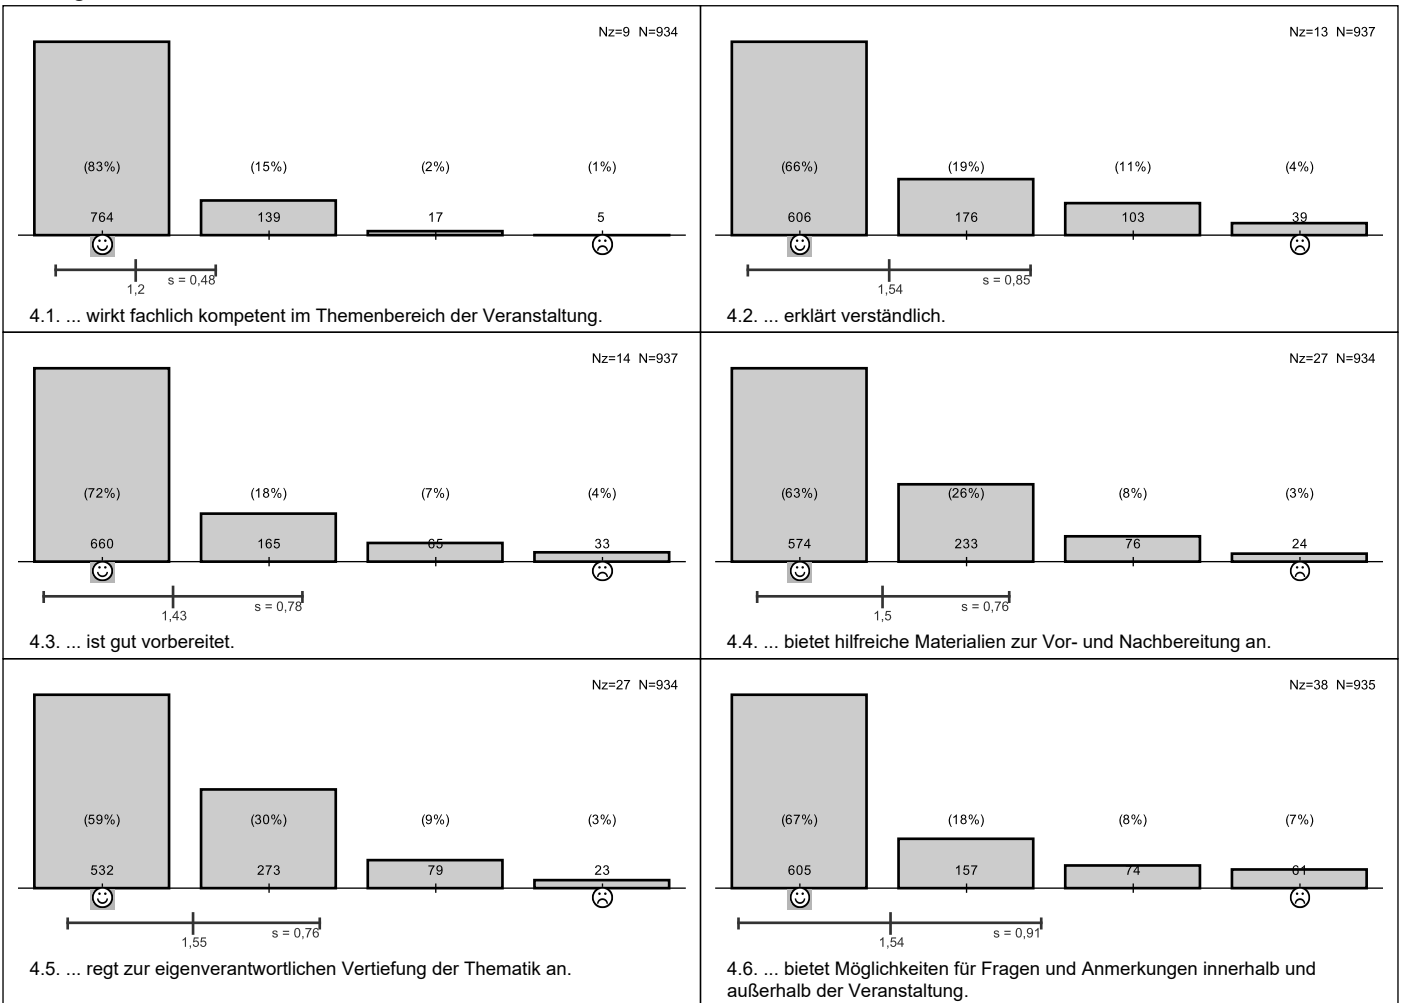 Nz=9 N=934
(83%) (15%) (2%) (1%)
764 139 17 5
s = 0,48
1,2
4.1. ... wirkt fachlich kompetent im Themenbereich der Veranstaltung.
Nz=13 N=937
(66%) (19%) (11%) (4%)
606 176 103 39
s = 0,85
1,54
4.2. ... erklärt verständlich.
Nz=14 N=937
(72%) (18%) (7%) (4%)
660 165 65 33
s = 0,78
1,43
4.3. ... ist gut vorbereitet.
Nz=27 N=934
(63%) (26%) (8%) (3%)
574 233 76 24
s = 0,76
1,5
4.4. ... bietet hilfreiche Materialien zur Vor- und Nachbereitung an.
Nz=27 N=934
(59%) (30%) (9%) (3%)
532 273 79 23
s = 0,76
1,55
4.5. ... regt zur eigenverantwortlichen Vertiefung der Thematik an.
Nz=38 N=935
(67%) (18%) (8%) (7%)
605 157 74 61
s = 0,91
1,54
4.6. ... bietet Möglichkeiten für Fragen und Anmerkungen innerhalb und
außerhalb der Veranstaltung.